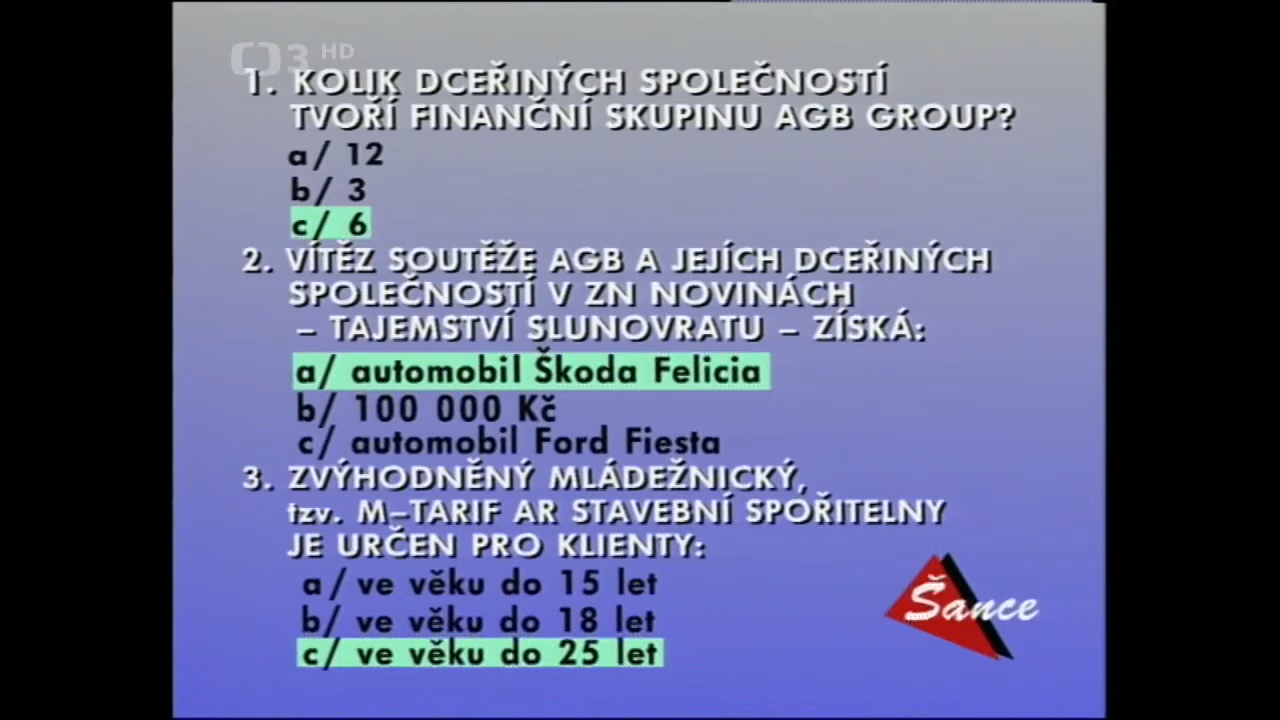 ČT3 HD
1. KOLIK DCEŘINÝCH SPOLEČNOSTÍ
TVOŘÍ FINANČNÍ SKUPINU AGB GROUP?
a/ 12
b/ 3
c/ 6
2. VÍTĚZ SOUTĚŽE AGB A JEJÍCH DCEŘINÝCH
SPOLEČNOSTÍ V ZN NOVINÁCH
– TAJEMSTVÍ SLUNOVRATU – ZÍSKÁ:
a/ automobil Škoda Felicia
b/ 100 000 Kč
c/ automobil Ford Fiesta
3. ZVÝHODNĚNÝ MLÁDEŽNICKÝ,
tzv. M–TARIF AR STAVEBNÍ SPOŘITELNY
JE URČEN PRO KLIENTY:
a/ ve věku do 15 let
b/ ve věku do 18 let
c/ ve věku do 25 let
Šance